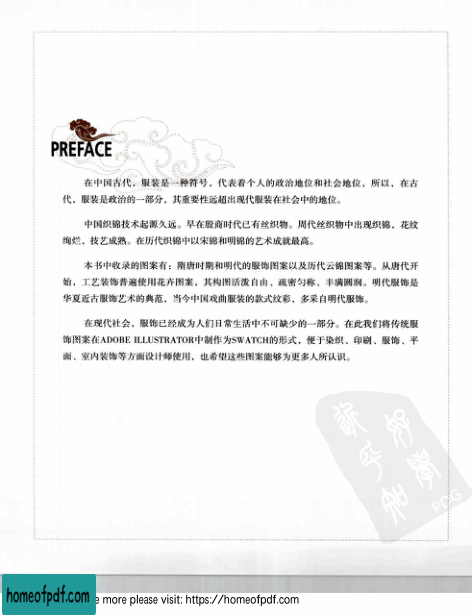 PREFACE
在中国古代，服装是一种符号，代表着个人的政治地位和社会地位，所以，在古
代，服装是政治的一部分，其重要性远超出现代服装在社会中的地位。
中国织锦技术起源久远。早在殷商时代已有丝织物。周代丝织物中出现织锦，花纹
绚烂，技艺成熟。在历代织锦中以宋锦和明锦的艺术成就最高。
本书中收录的图案有：隋唐时期和明代的服饰图案以及历代云锦图案等。从唐代开
始，工艺装饰普遍使用花卉图案，其构图活泼自由、疏密匀称、丰满圆润。明代服饰是
华夏近古服饰艺术的典范，当今中国戏曲服装的款式纹彩，多采自明代服饰。
在现代社会，服饰已经成为人们日常生活中不可缺少的一部分。在此我们将传统服
饰图案在ADOBE ILLUSTRATOR中制作为SWATCH的形式，便于染织、印刷、服饰、平
面、室内装饰等方面设计师使用，也希望这些图案能够为更多人所认识。
PDG
homeofpdf.com
e more please visit: https://homeofpdf.com